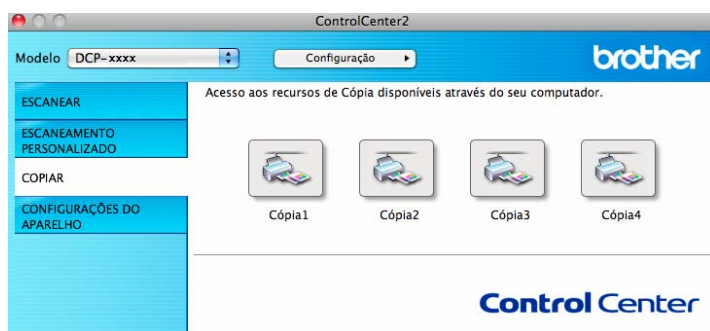 ControlCenter2
Modelo DCP-xxxx Configuração brother
ESCANEAR
Acesso aos recursos de Cópia disponíveis através do seu computador.
ESCANEAMENTO
PERSONALIZADO
COPIAR
CONFIGURAÇÕES DO
APARELHO
Cópia1 Cópia2 Cópia3 Cópia4
Control Center